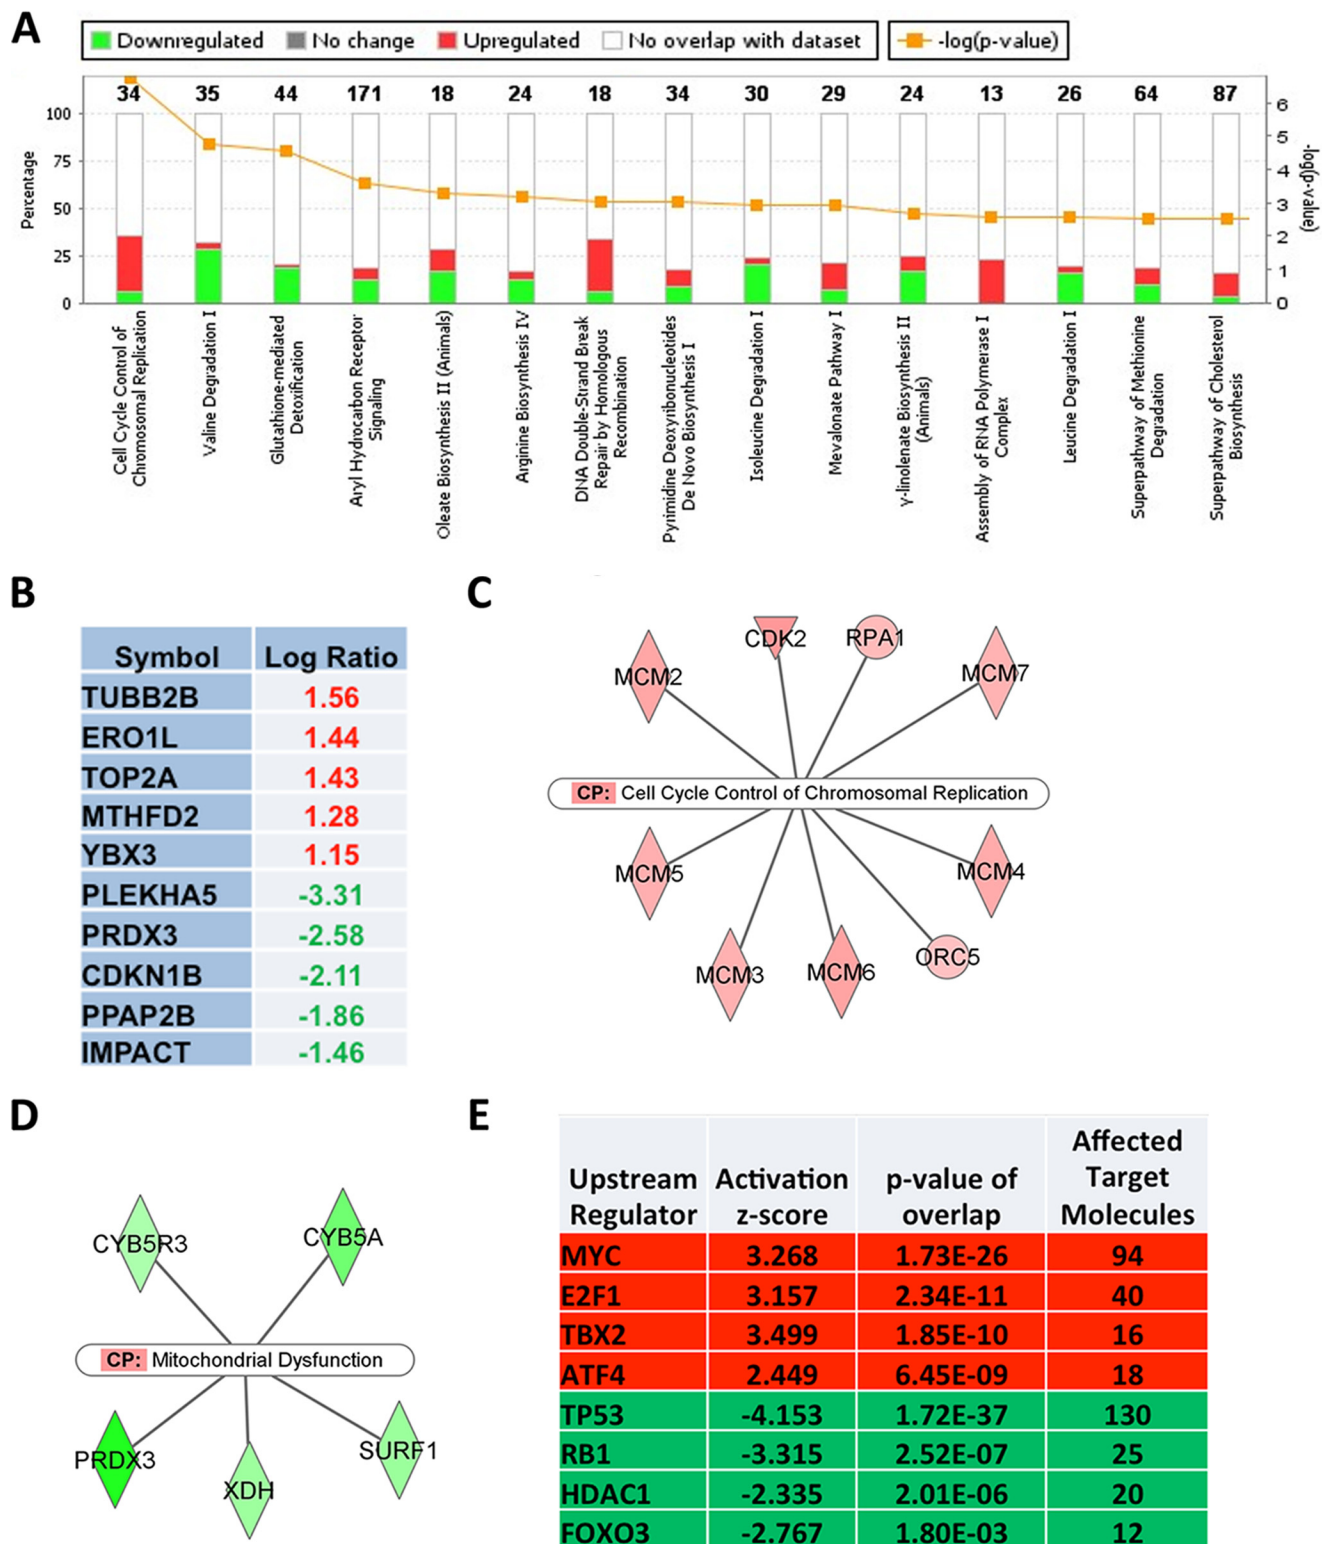 A
Downregulated No change Upregulated No overlap with dataset -log(p-value)
34 35 44 171 18 24 18 34 30 29 24 13 26 64 87
100
75
50
25
0
Percentage
6
5
4
3
2
1
0
-log(p-value)
Cell Cycle Control of
Chromosomal Replication
Valine Degradation I
Glutathione-mediated
Detoxification
Aryl Hydrocarbon Receptor
Signaling
Oleate Biosynthesis II (Animals)
Arginine Biosynthesis IV
DNA Double-Strand Break
Repair by Homologous
Recombination
Pyrimidine Deoxyribonucleotides
De Novo Biosynthesis I
Isoleucine Degradation I
Mevalonate Pathway I
γ-linolenate Biosynthesis II
(Animals)
Assembly of RNA Polymerase I
Complex
Leucine Degradation I
Superpathway of Methionine
Degradation
Superpathway of Cholesterol
Biosynthesis
B
Symbol Log Ratio
TUBB2B 1.56
ERO1L 1.44
TOP2A 1.43
MTHFD2 1.28
YBX3 1.15
PLEKHA5 -3.31
PRDX3 -2.58
CDKN1B -2.11
PPAP2B -1.86
IMPACT -1.46
C
CDK2 RPA1
MCM2 MCM7
CP: Cell Cycle Control of Chromosomal Replication
MCM5 MCM4
MCM3 MCM6 ORC5
D
CYB5R3 CYB5A
CP: Mitochondrial Dysfunction
PRDX3 XDH SURF1
E
Upstream Regulator Activation z-score p-value of overlap Affected Target Molecules
MYC 3.268 1.73E-26 94
E2F1 3.157 2.34E-11 40
TBX2 3.499 1.85E-10 16
ATF4 2.449 6.45E-09 18
TP53 -4.153 1.72E-37 130
RB1 -3.315 2.52E-07 25
HDAC1 -2.335 2.01E-06 20
FOXO3 -2.767 1.80E-03 12